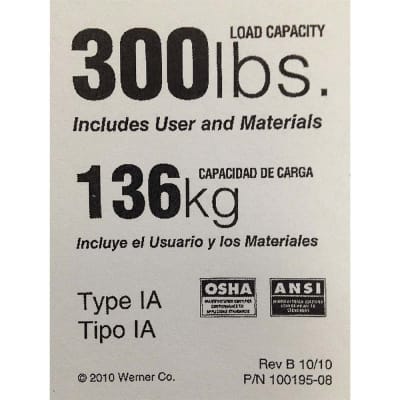 LOAD CAPACITY
300lbs.
Includes User and Materials
CAPACIDAD DE CARGA
136kg
Incluye el Usuario y los Materiales
Type IA
Tipo IA
OSHA
ANSI
© 2010 Werner Co.
Rev B 10/10
P/N 100195-08